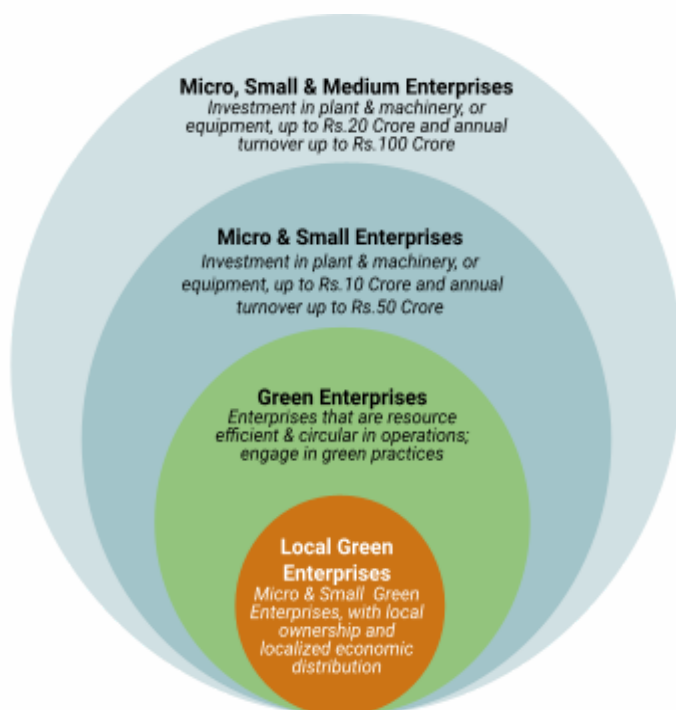 Micro, Small & Medium Enterprises
Investment in plant & machinery, or
equipment, up to Rs.20 Crore and annual
turnover up to Rs.100 Crore
Micro & Small Enterprises
Investment in plant & machinery, or
equipment, up to Rs.10 Crore and annual
turnover up to Rs.50 Crore
Green Enterprises
Enterprises that are resource
efficient & circular in operations;
engage in green practices
Local Green
Enterprises
Micro & Small Green
Enterprises, with local
ownership and
localized economic
distribution